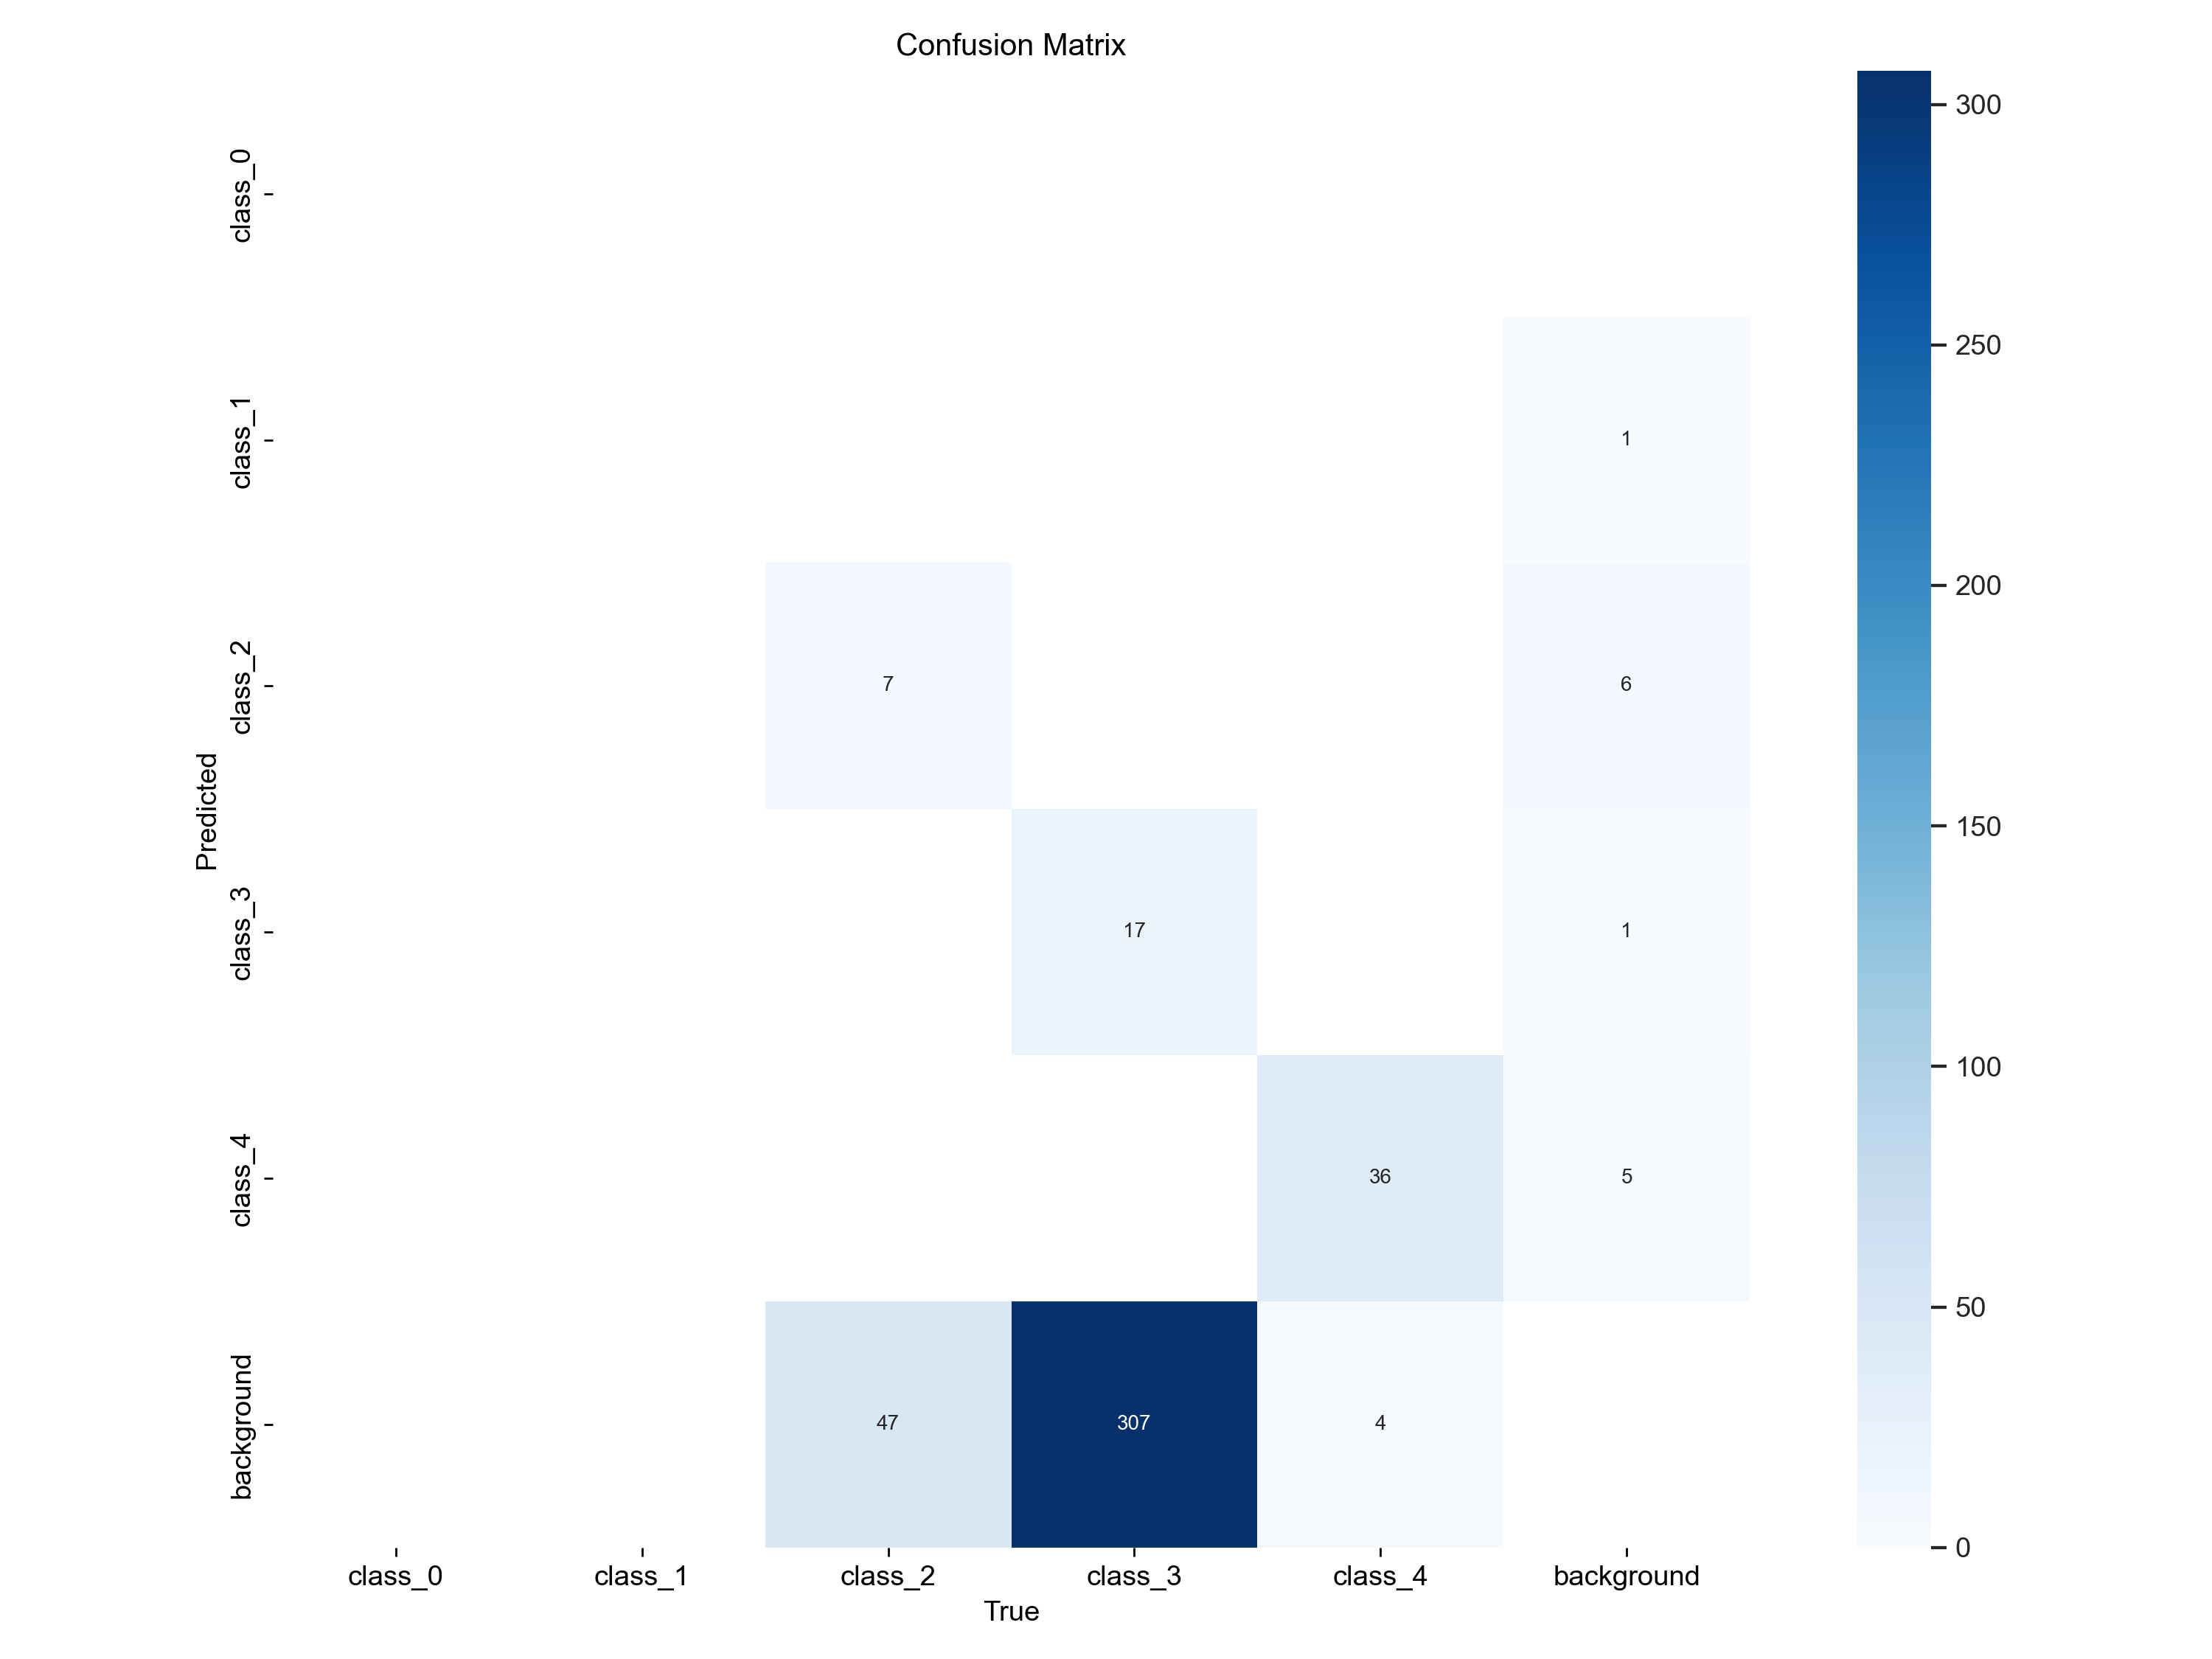 Confusion Matrix
class_0
class_1
class_2
class_3
class_4
background
Predicted
1
7
6
17
1
36
5
47
307
4
class_0
class_1
class_2
class_3
class_4
background
True
300
250
200
150
100
50
0